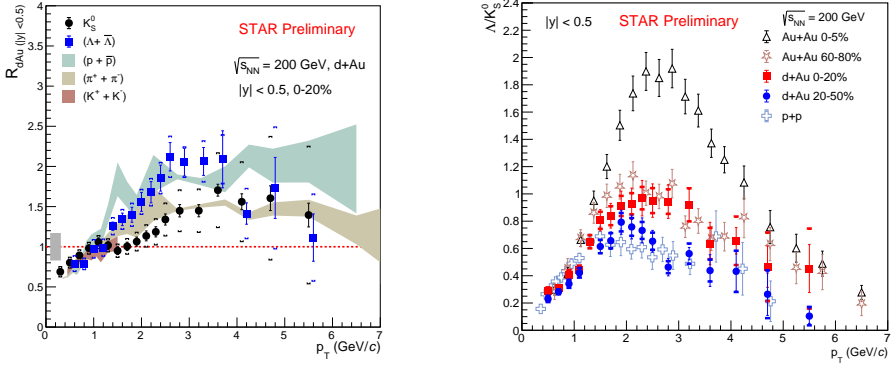 R_dAu (|y| <0.5)
4
3.5
3
2.5
2
1.5
1
0.5
0
K^0_S
(Λ + Λ̅)
(p + p̅)
(π⁺ + π⁻)
(K⁺ + K⁻)
STAR Preliminary
√s_NN = 200 GeV, d+Au
|y| < 0.5, 0-20%
0 1 2 3 4 5 6 7
p_T (GeV/c)
Λ/K^0_S
2.4
2.2
2
1.8
1.6
1.4
1.2
1
0.8
0.6
0.4
0.2
0
|y| < 0.5
STAR Preliminary
√s_NN = 200 GeV
Au+Au 0-5%
Au+Au 60-80%
d+Au 0-20%
d+Au 20-50%
p+p
0 1 2 3 4 5 6 7
p_T (GeV/c)